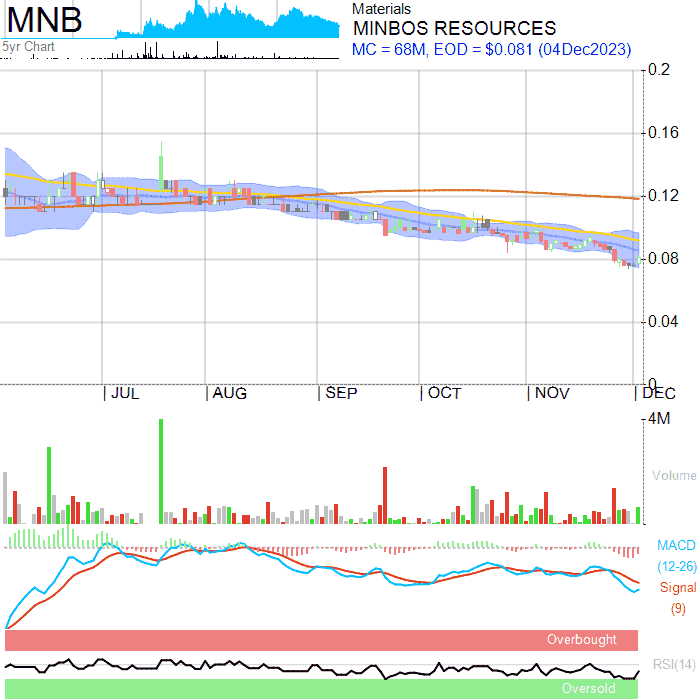 MNB
5yr Chart
Materials
MINBOS RESOURCES
MC = 68M, EOD = $0.081 (04Dec2023)
0.2
0.16
0.12
0.08
0.04
0
JUL AUG SEP OCT NOV DEC
4M
Volume
MACD
(12-26)
Signal
(9)
Overbought
RSI(14)
Oversold